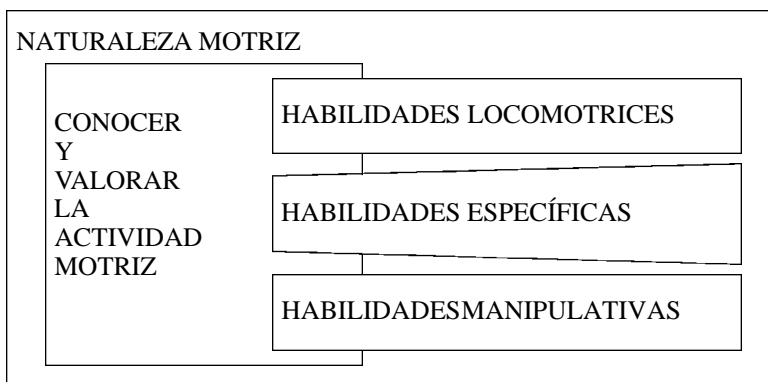 NATURALEZA MOTRIZ
CONOCER
Y
VALORAR
LA
ACTIVIDAD
MOTRIZ
HABILIDADES LOCOMOTRICES
HABILIDADES ESPECÍFICAS
HABILIDADESMANIPULATIVAS